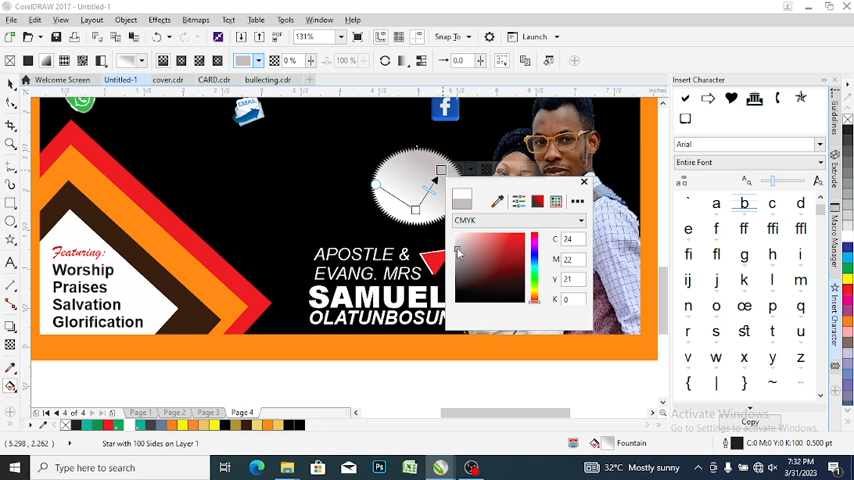 CorelDRAW 2017 - Untitled-1
File Edit View Layout Object Effects Bitmaps Text Table Tools Window Help
131% Snap To Launch
0 % 100 % 0.0
Welcome Screen Untitled-1 cover.cdr CARD.cdr bullecting.cdr
inches
EMAIL
f
Featuring:
Worship
Praises
Salvation
Glorification
APOSTLE &
EVANG. MRS
SAMUEL
OLATUNBOSUN
CMYK
C 24
M 22
Y 21
K 0
Insert Character
Arial
Entire Font
` a b c d
e f ff ffi ffl
fi fl g h i
ij j k l m
n o œ p q
r s st t u
v w x y z
{ | } ~
Copy
Guidelines
Extrude
Macro Manager
Insert Character
Activate Windows
Go to Settings to activate Windows.
4 of 4 Page 1 Page 2 Page 3 Page 4
(5.298, 2.262) Star with 100 Sides on Layer 1 Fountain C:0 M:0 Y:0 K:100 0.500 pt
Type here to search
32°C Mostly sunny
7:32 PM
3/31/2023